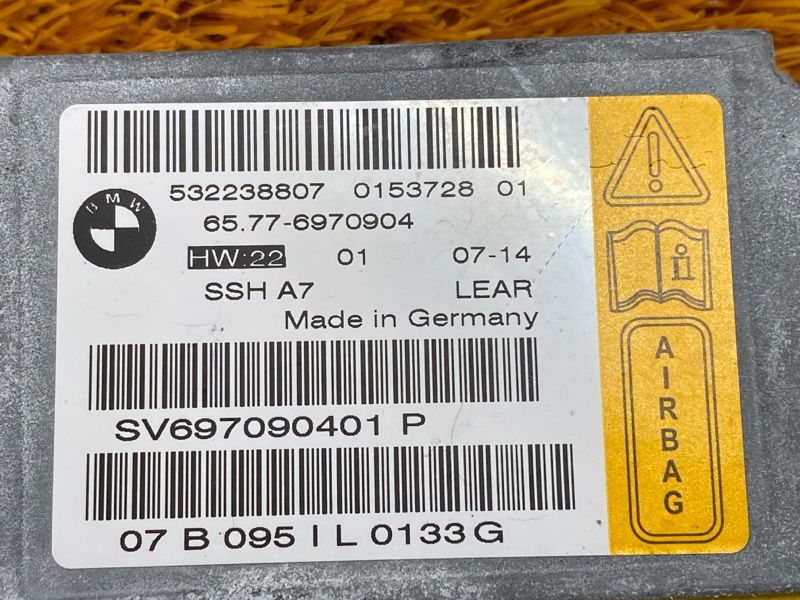 532238807 0153728 01
BMW
65.77-6970904
HW:22 01 07-14
SSH A7 LEAR
Made in Germany
SV697090401 P
07 B 095 I L 0133 G
i
AIRBAG